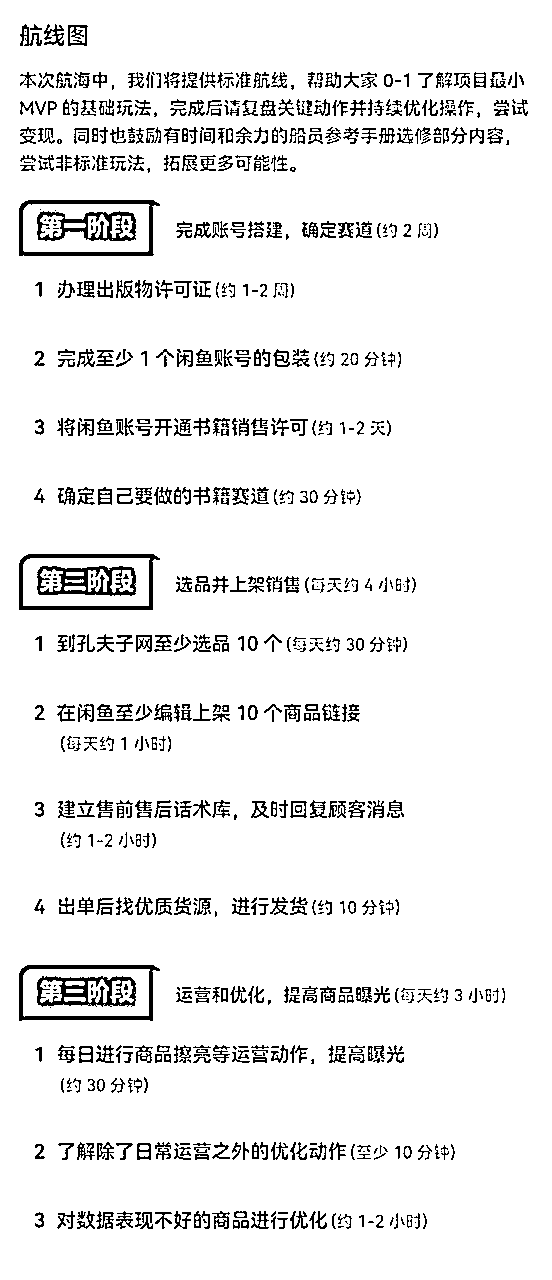 航线图
本次航海中，我们将提供标准航线，帮助大家 0-1 了解项目最小
MVP 的基础玩法，完成后请复盘关键动作并持续优化操作，尝试
变现。同时也鼓励有时间和余力的船员参考手册选修部分内容，
尝试非标准玩法，拓展更多可能性。
第一阶段 完成账号搭建，确定赛道(约 2 周)
1 办理出版物许可证(约 1-2 周)
2 完成至少 1 个闲鱼账号的包装(约 20 分钟)
3 将闲鱼账号开通书籍销售许可(约 1-2 天)
4 确定自己要做的书籍赛道(约 30 分钟)
第二阶段 选品并上架销售(每天约 4 小时)
1 到孔夫子网至少选品 10 个(每天约 30 分钟)
2 在闲鱼至少编辑上架 10 个商品链接
(每天约 1 小时)
3 建立售前售后话术库，及时回复顾客消息
(约 1-2 小时)
4 出单后找优质货源，进行发货(约 10 分钟)
第三阶段 运营和优化，提高商品曝光(每天约 3 小时)
1 每日进行商品擦亮等运营动作，提高曝光
(约 30 分钟)
2 了解除了日常运营之外的优化动作(至少 10 分钟)
3 对数据表现不好的商品进行优化(约 1-2 小时)